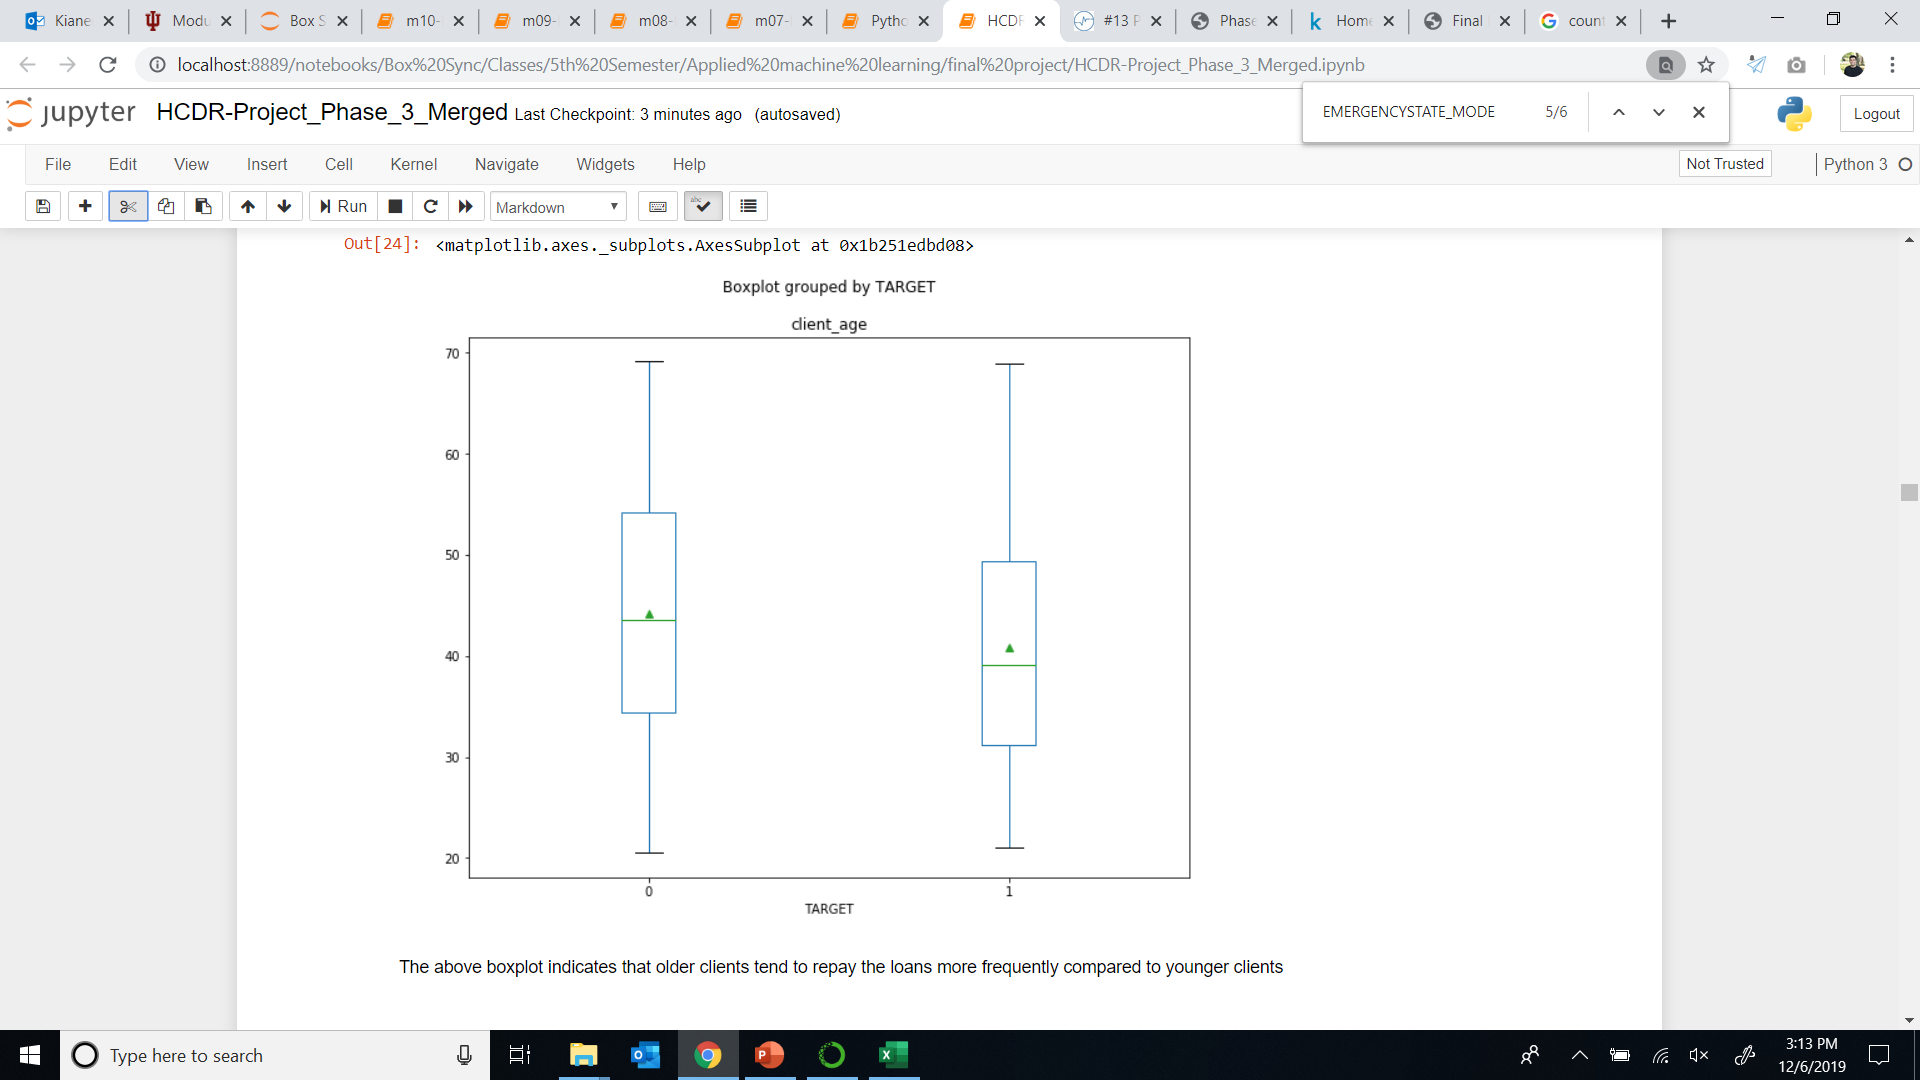 Kiane Modu Box S m10- m09- m08- m07- Pytho HCDR #13 P Phase Home Final coun
localhost:8889/notebooks/Box%20Sync/Classes/5th%20Semester/Applied%20machine%20learning/final%20project/HCDR-Project_Phase_3_Merged.ipynb
EMERGENCYSTATE_MODE 5/6
jupyter HCDR-Project_Phase_3_Merged Last Checkpoint: 3 minutes ago (autosaved) Logout
File Edit View Insert Cell Kernel Navigate Widgets Help Not Trusted Python 3
Run Markdown abc
Out[24]: <matplotlib.axes._subplots.AxesSubplot at 0x1b251edbd08>
Boxplot grouped by TARGET
client_age
70
60
50
40
30
20
0 1
TARGET
The above boxplot indicates that older clients tend to repay the loans more frequently compared to younger clients
Type here to search
3:13 PM
12/6/2019